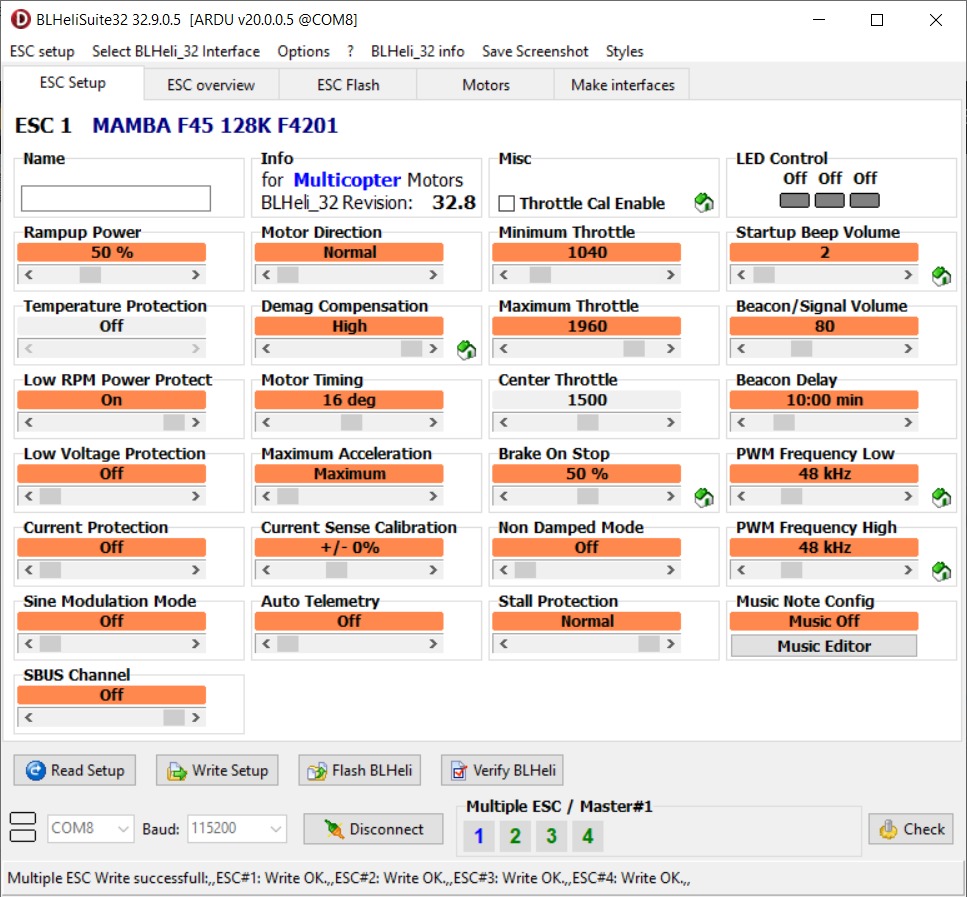 BLHeliSuite32 32.9.0.5 [ARDU v20.0.0.5 @COM8]
ESC setup Select BLHeli_32 Interface Options ? BLHeli_32 info Save Screenshot Styles
ESC Setup ESC overview ESC Flash Motors Make interfaces
ESC 1 MAMBA F45 128K F4201
Name Info Misc LED Control
for Multicopter Motors Off Off Off
BLHeli_32 Revision: 32.8 Throttle Cal Enable
Rampup Power Motor Direction Minimum Throttle Startup Beep Volume
50 % Normal 1040 2
Temperature Protection Demag Compensation Maximum Throttle Beacon/Signal Volume
Off High 1960 80
Low RPM Power Protect Motor Timing Center Throttle Beacon Delay
On 16 deg 1500 10:00 min
Low Voltage Protection Maximum Acceleration Brake On Stop PWM Frequency Low
Off Maximum 50 % 48 kHz
Current Protection Current Sense Calibration Non Damped Mode PWM Frequency High
Off +/- 0% Off 48 kHz
Sine Modulation Mode Auto Telemetry Stall Protection Music Note Config
Off Off Normal Music Off
Music Editor
SBUS Channel
Off
Read Setup Write Setup Flash BLHeli Verify BLHeli
Multiple ESC / Master#1
COM8 Baud: 115200 Disconnect 1 2 3 4 Check
Multiple ESC Write successfull:,,ESC#1: Write OK.,,ESC#2: Write OK.,,ESC#3: Write OK.,,ESC#4: Write OK.,,